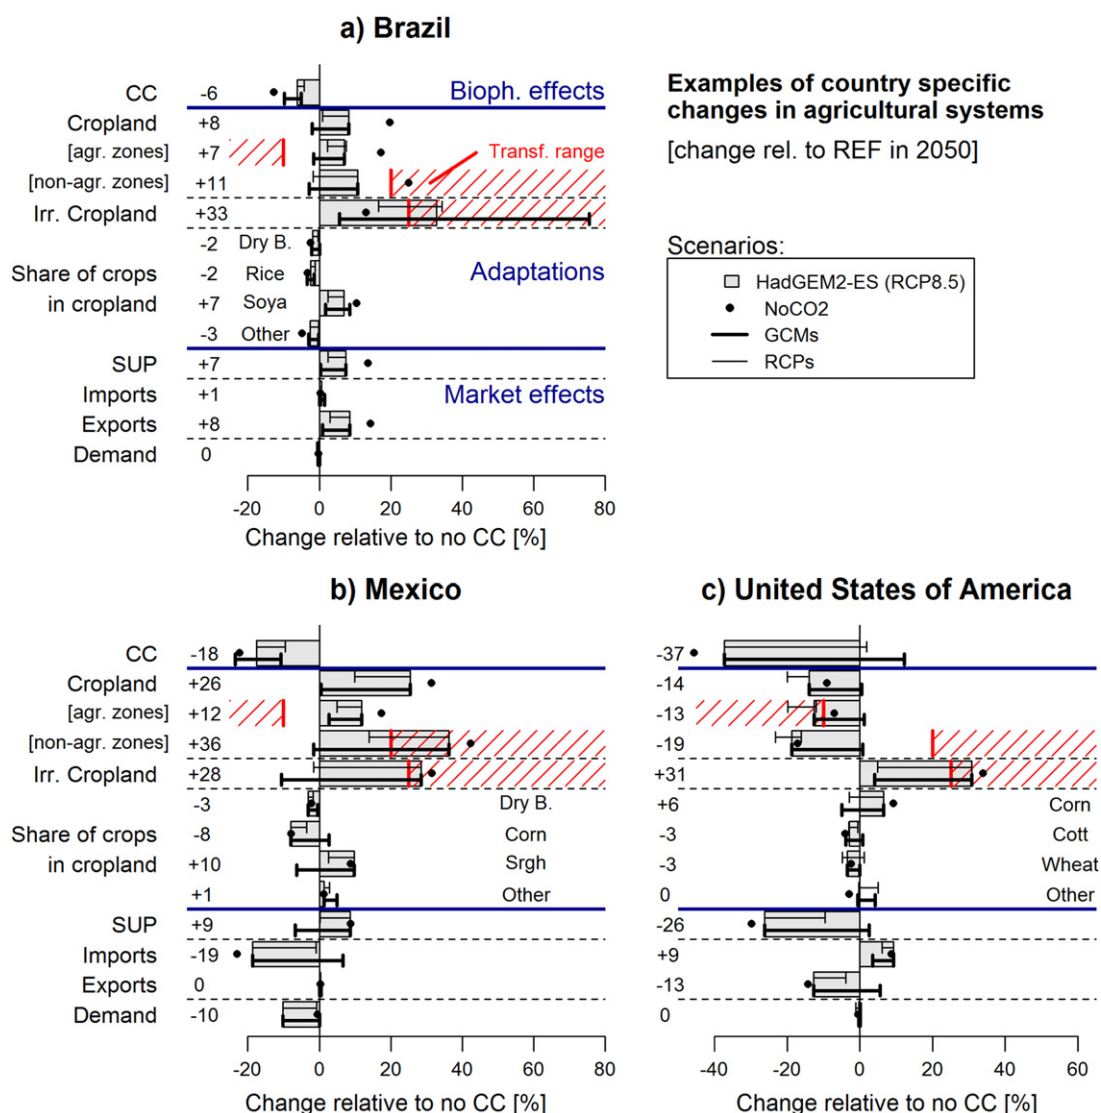 a) Brazil
CC -6 Bioph. effects
Cropland +8
[agr. zones] +7 Transf. range
[non-agr. zones] +11
Irr. Cropland +33
-2 Dry B.
Share of crops -2 Rice Adaptations
in cropland +7 Soya
-3 Other
SUP +7
Imports +1 Market effects
Exports +8
Demand 0
-20 0 20 40 60 80
Change relative to no CC [%]
Examples of country specific
changes in agricultural systems
[change rel. to REF in 2050]
Scenarios:
HadGEM2-ES (RCP8.5)
NoCO2
GCMs
RCPs
b) Mexico
CC -18
Cropland +26
[agr. zones] +12
[non-agr. zones] +36
Irr. Cropland +28
-3 Dry B.
Share of crops -8 Corn
in cropland +10 Srgh
+1 Other
SUP +9
Imports -19
Exports 0
Demand -10
-20 0 20 40 60 80
Change relative to no CC [%]
c) United States of America
-37
-14
-13
-19
+31
+6 Corn
-3 Cott
-3 Wheat
0 Other
-26
+9
-13
0
-40 -20 0 20 40 60
Change relative to no CC [%]